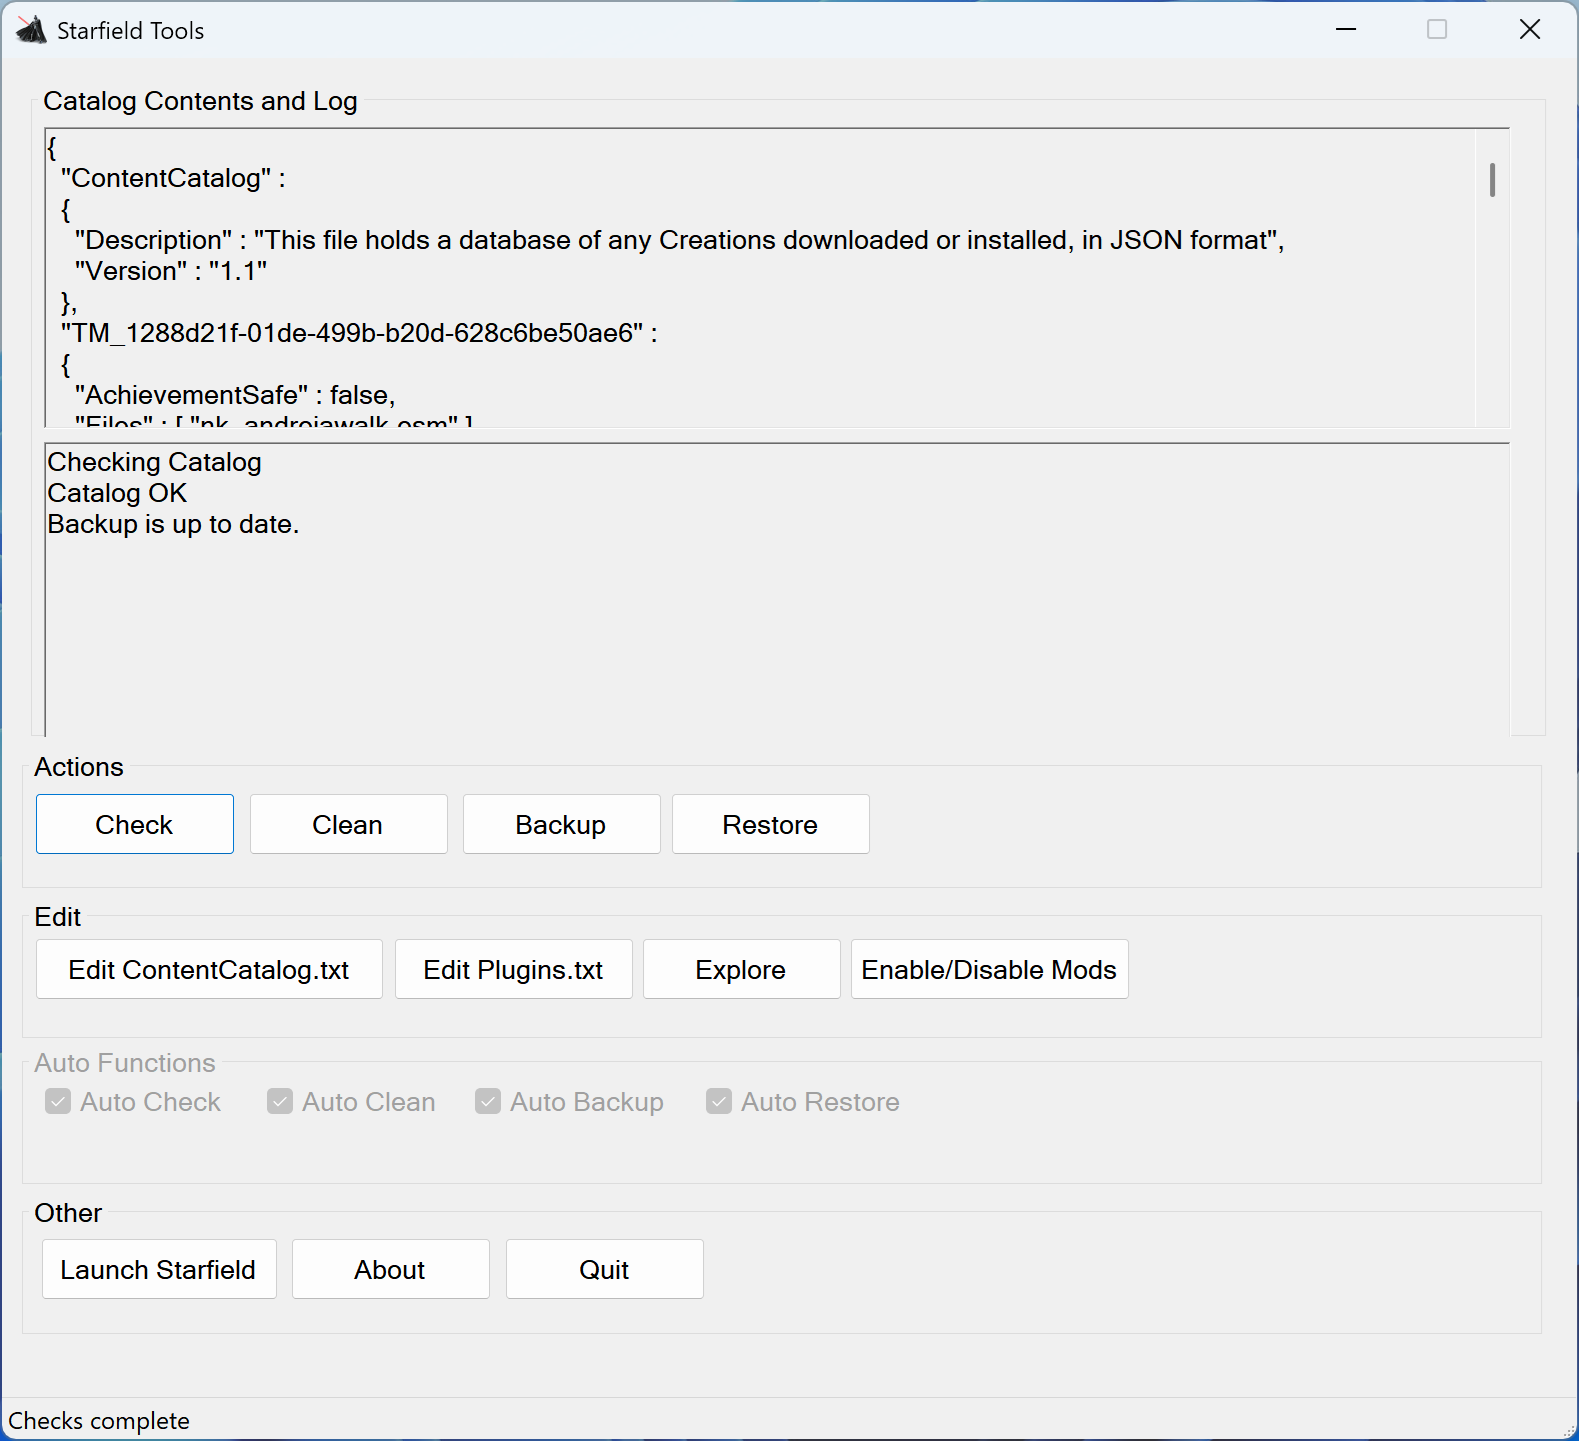 Starfield Tools
Catalog Contents and Log
{
"ContentCatalog" :
{
"Description" : "This file holds a database of any Creations downloaded or installed, in JSON format",
"Version" : "1.1"
},
"TM_1288d21f-01de-499b-b20d-628c6be50ae6" :
{
"AchievementSafe" : false,
"Files" : [ "nk_androjawalk.esm" ]
Checking Catalog
Catalog OK
Backup is up to date.
Actions
Check Clean Backup Restore
Edit
Edit ContentCatalog.txt Edit Plugins.txt Explore Enable/Disable Mods
Auto Functions
Auto Check Auto Clean Auto Backup Auto Restore
Other
Launch Starfield About Quit
Checks complete